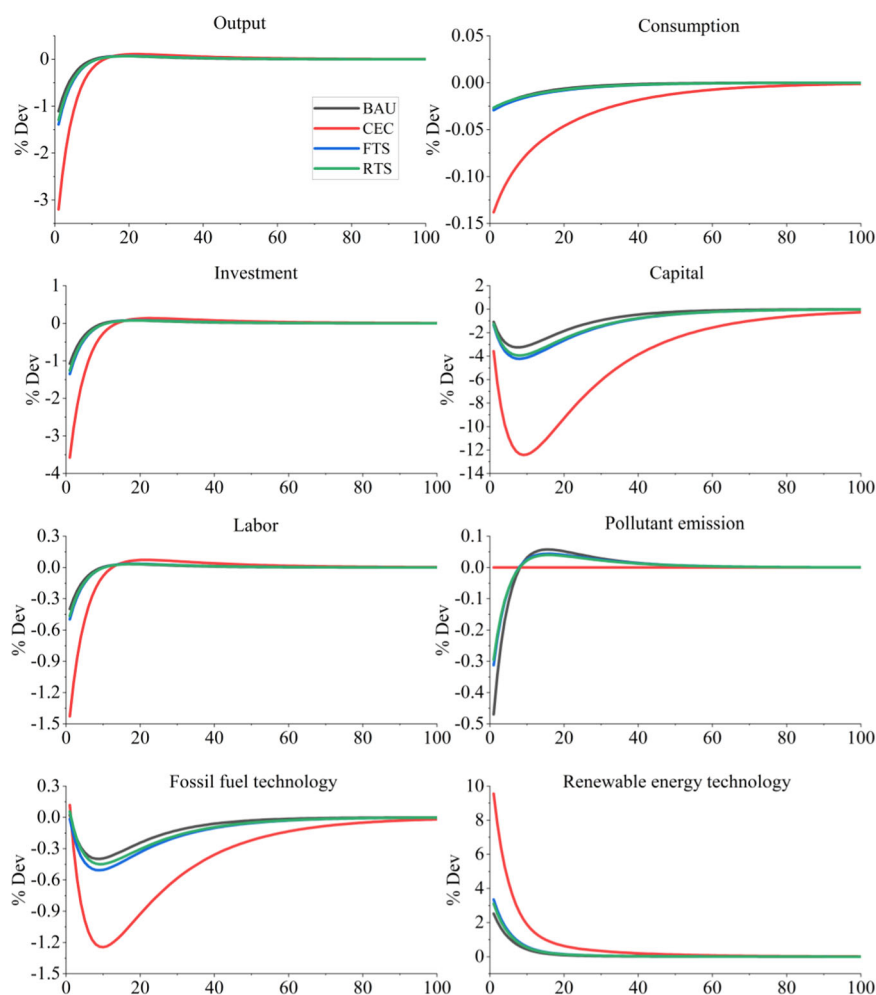 Output
% Dev
0
-1
-2
-3
0 20 40 60 80 100
BAU
CEC
FTS
RTS
Consumption
% Dev
0.05
0.00
-0.05
-0.10
-0.15
0 20 40 60 80 100
Investment
% Dev
1
0
-1
-2
-3
-4
0 20 40 60 80 100
Capital
% Dev
2
0
-2
-4
-6
-8
-10
-12
-14
0 20 40 60 80 100
Labor
% Dev
0.3
0.0
-0.3
-0.6
-0.9
-1.2
-1.5
0 20 40 60 80 100
Pollutant emission
% Dev
0.1
0.0
-0.1
-0.2
-0.3
-0.4
-0.5
0 20 40 60 80 100
Fossil fuel technology
% Dev
0.3
0.0
-0.3
-0.6
-0.9
-1.2
-1.5
0 20 40 60 80 100
Renewable energy technology
% Dev
10
8
6
4
2
0
0 20 40 60 80 100